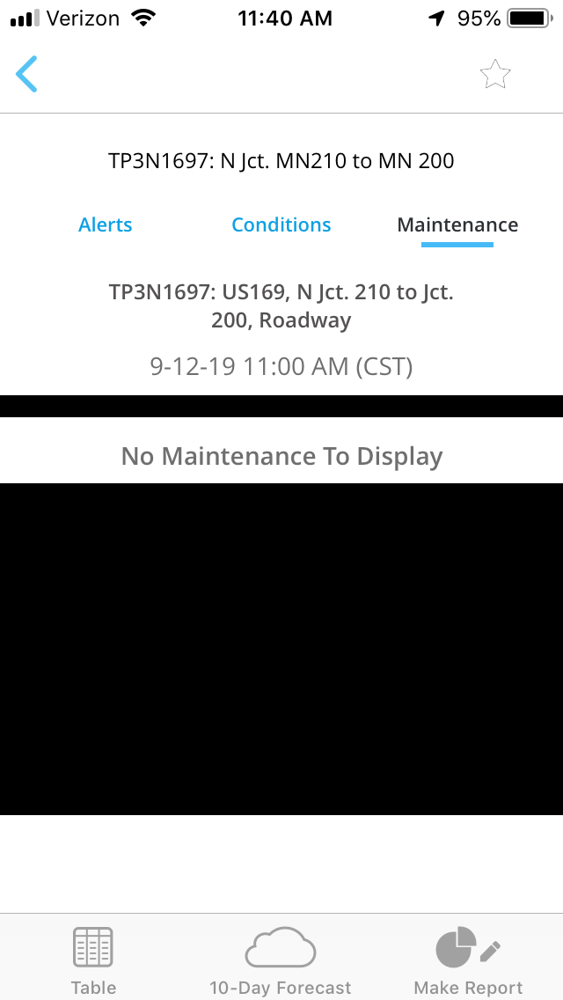 Verizon 11:40 AM 95%
TP3N1697: N Jct. MN210 to MN 200
Alerts Conditions Maintenance
TP3N1697: US169, N Jct. 210 to Jct.
200, Roadway
9-12-19 11:00 AM (CST)
No Maintenance To Display
Table 10-Day Forecast Make Report